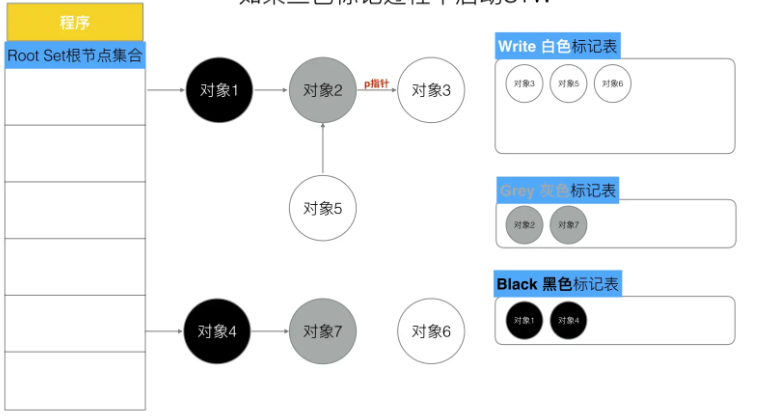 程序
Root Set根节点集合
对象1
对象2
p指针
对象3
对象5
对象4
对象7
对象6
Write 白色标记表
对象3 对象5 对象6
Grey 灰色标记表
对象2 对象7
Black 黑色标记表
对象1 对象4